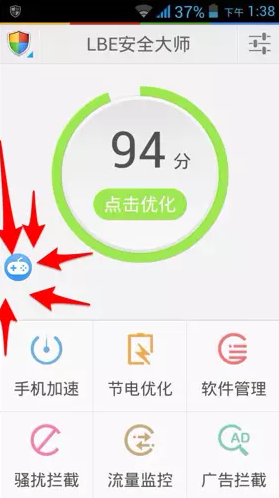 37% 下午 1:38
LBE安全大师
94分
点击优化
手机加速 节电优化 软件管理
AD
骚扰拦截 流量监控 广告拦截